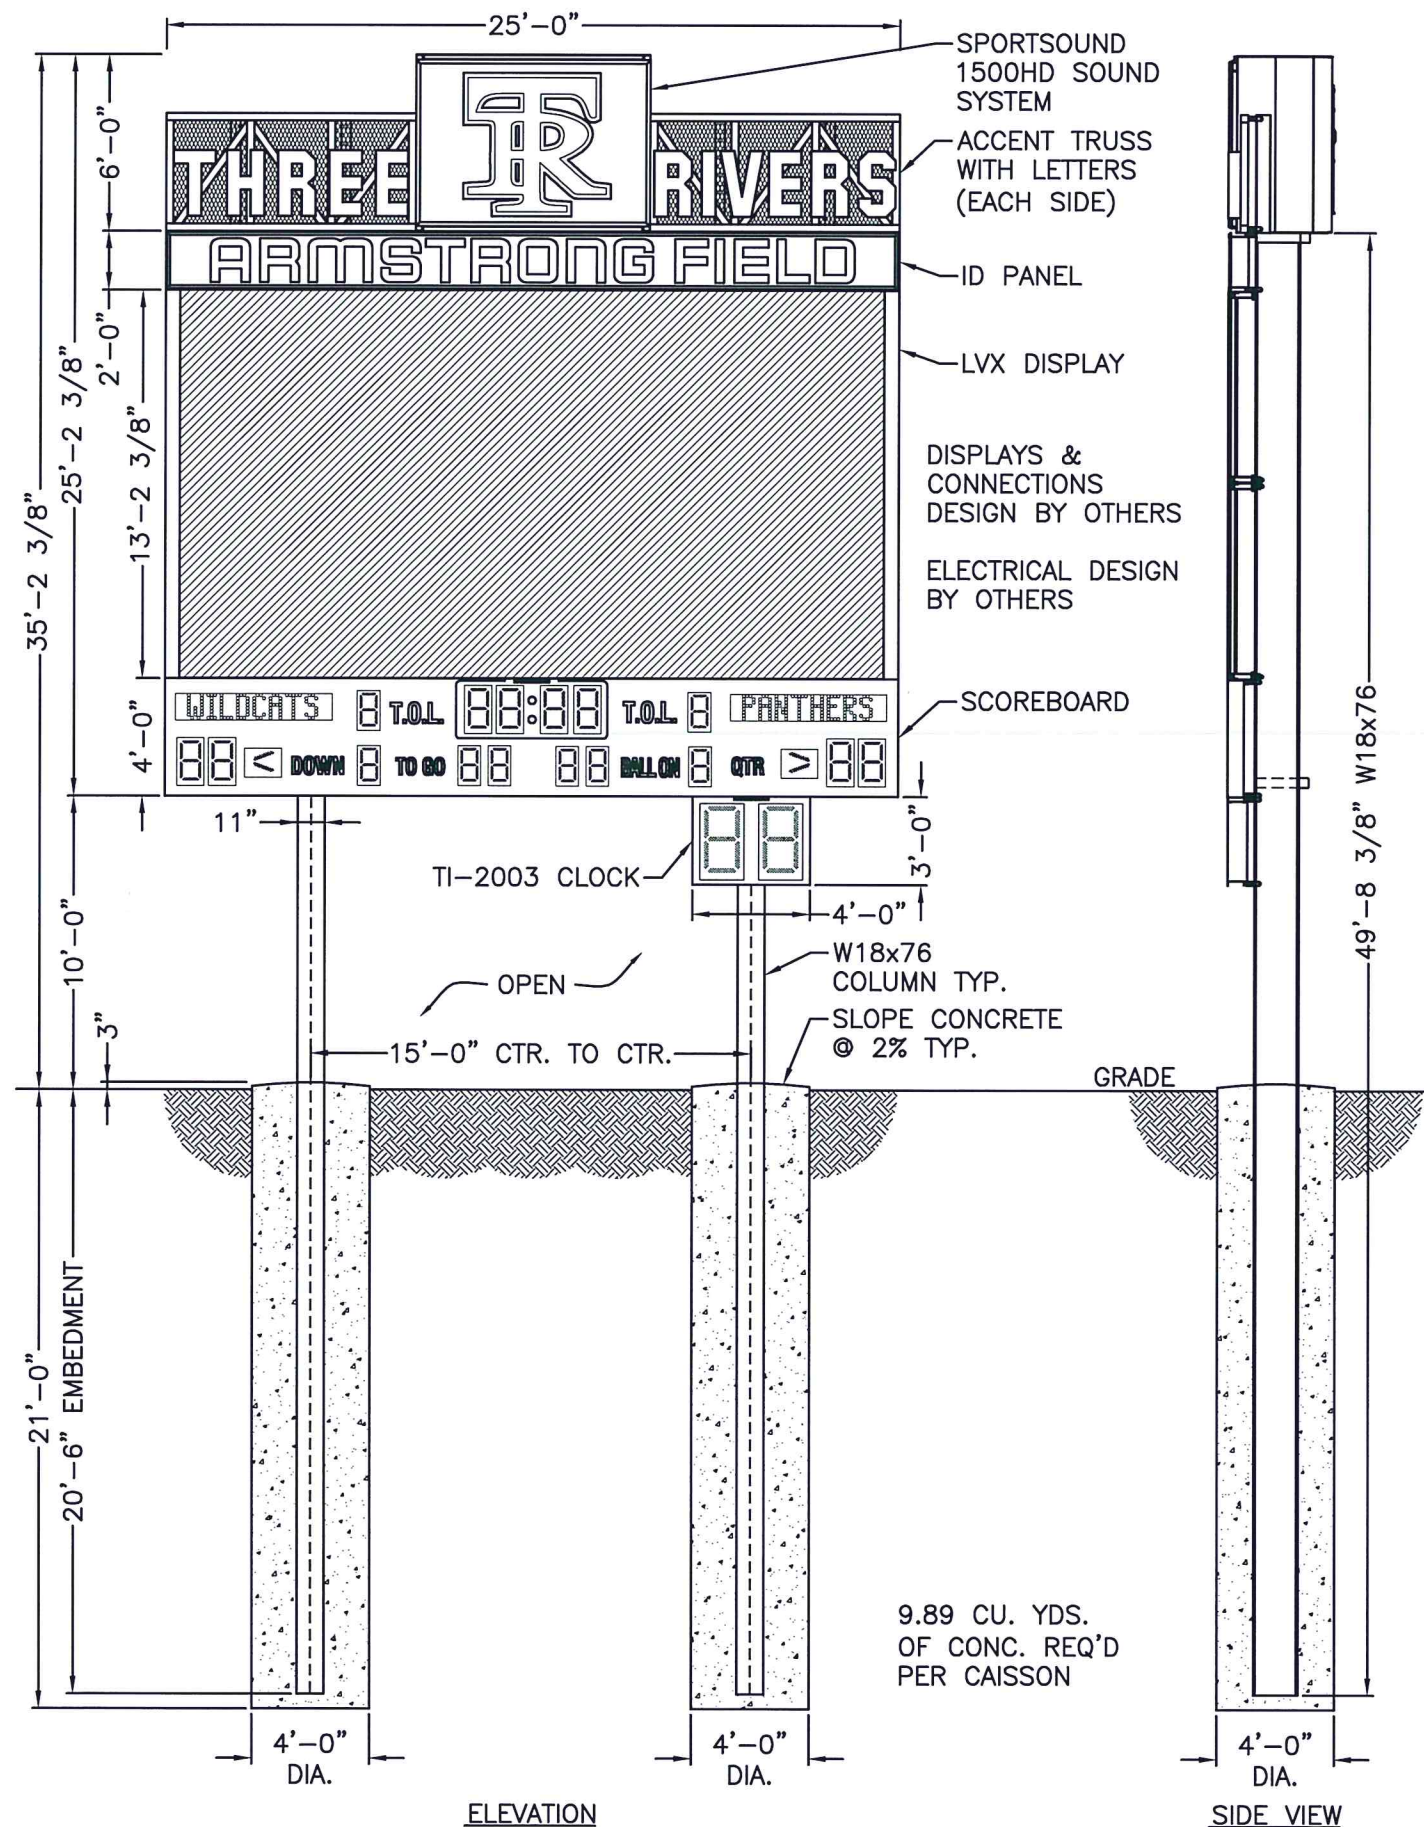 25'-0"
SPORTSOUND
1500HD SOUND
SYSTEM
ACCENT TRUSS
WITH LETTERS
(EACH SIDE)
6'-0"
TR
THREE RIVERS
ARMSTRONG FIELD
ID PANEL
2'-0"
LVX DISPLAY
25'-2 3/8"
13'-2 3/8"
35'-2 3/8"
DISPLAYS &
CONNECTIONS
DESIGN BY OTHERS
ELECTRICAL DESIGN
BY OTHERS
WILDCATS 8 T.O.L. 88:88 T.O.L. 8 PANTHERS
SCOREBOARD
4'-0"
88 < DOWN 8 TO GO 88 88 BALL ON 8 QTR > 88
49'-8 3/8" W18x76
11"
88
3'-0"
TI-2003 CLOCK
4'-0"
10'-0"
W18x76
COLUMN TYP.
OPEN
SLOPE CONCRETE
@ 2% TYP.
3"
15'-0" CTR. TO CTR.
GRADE
21'-0"
20'-6" EMBEDMENT
9.89 CU. YDS.
OF CONC. REQ'D
PER CAISSON
4'-0"
DIA.
4'-0"
DIA.
4'-0"
DIA.
ELEVATION
SIDE VIEW